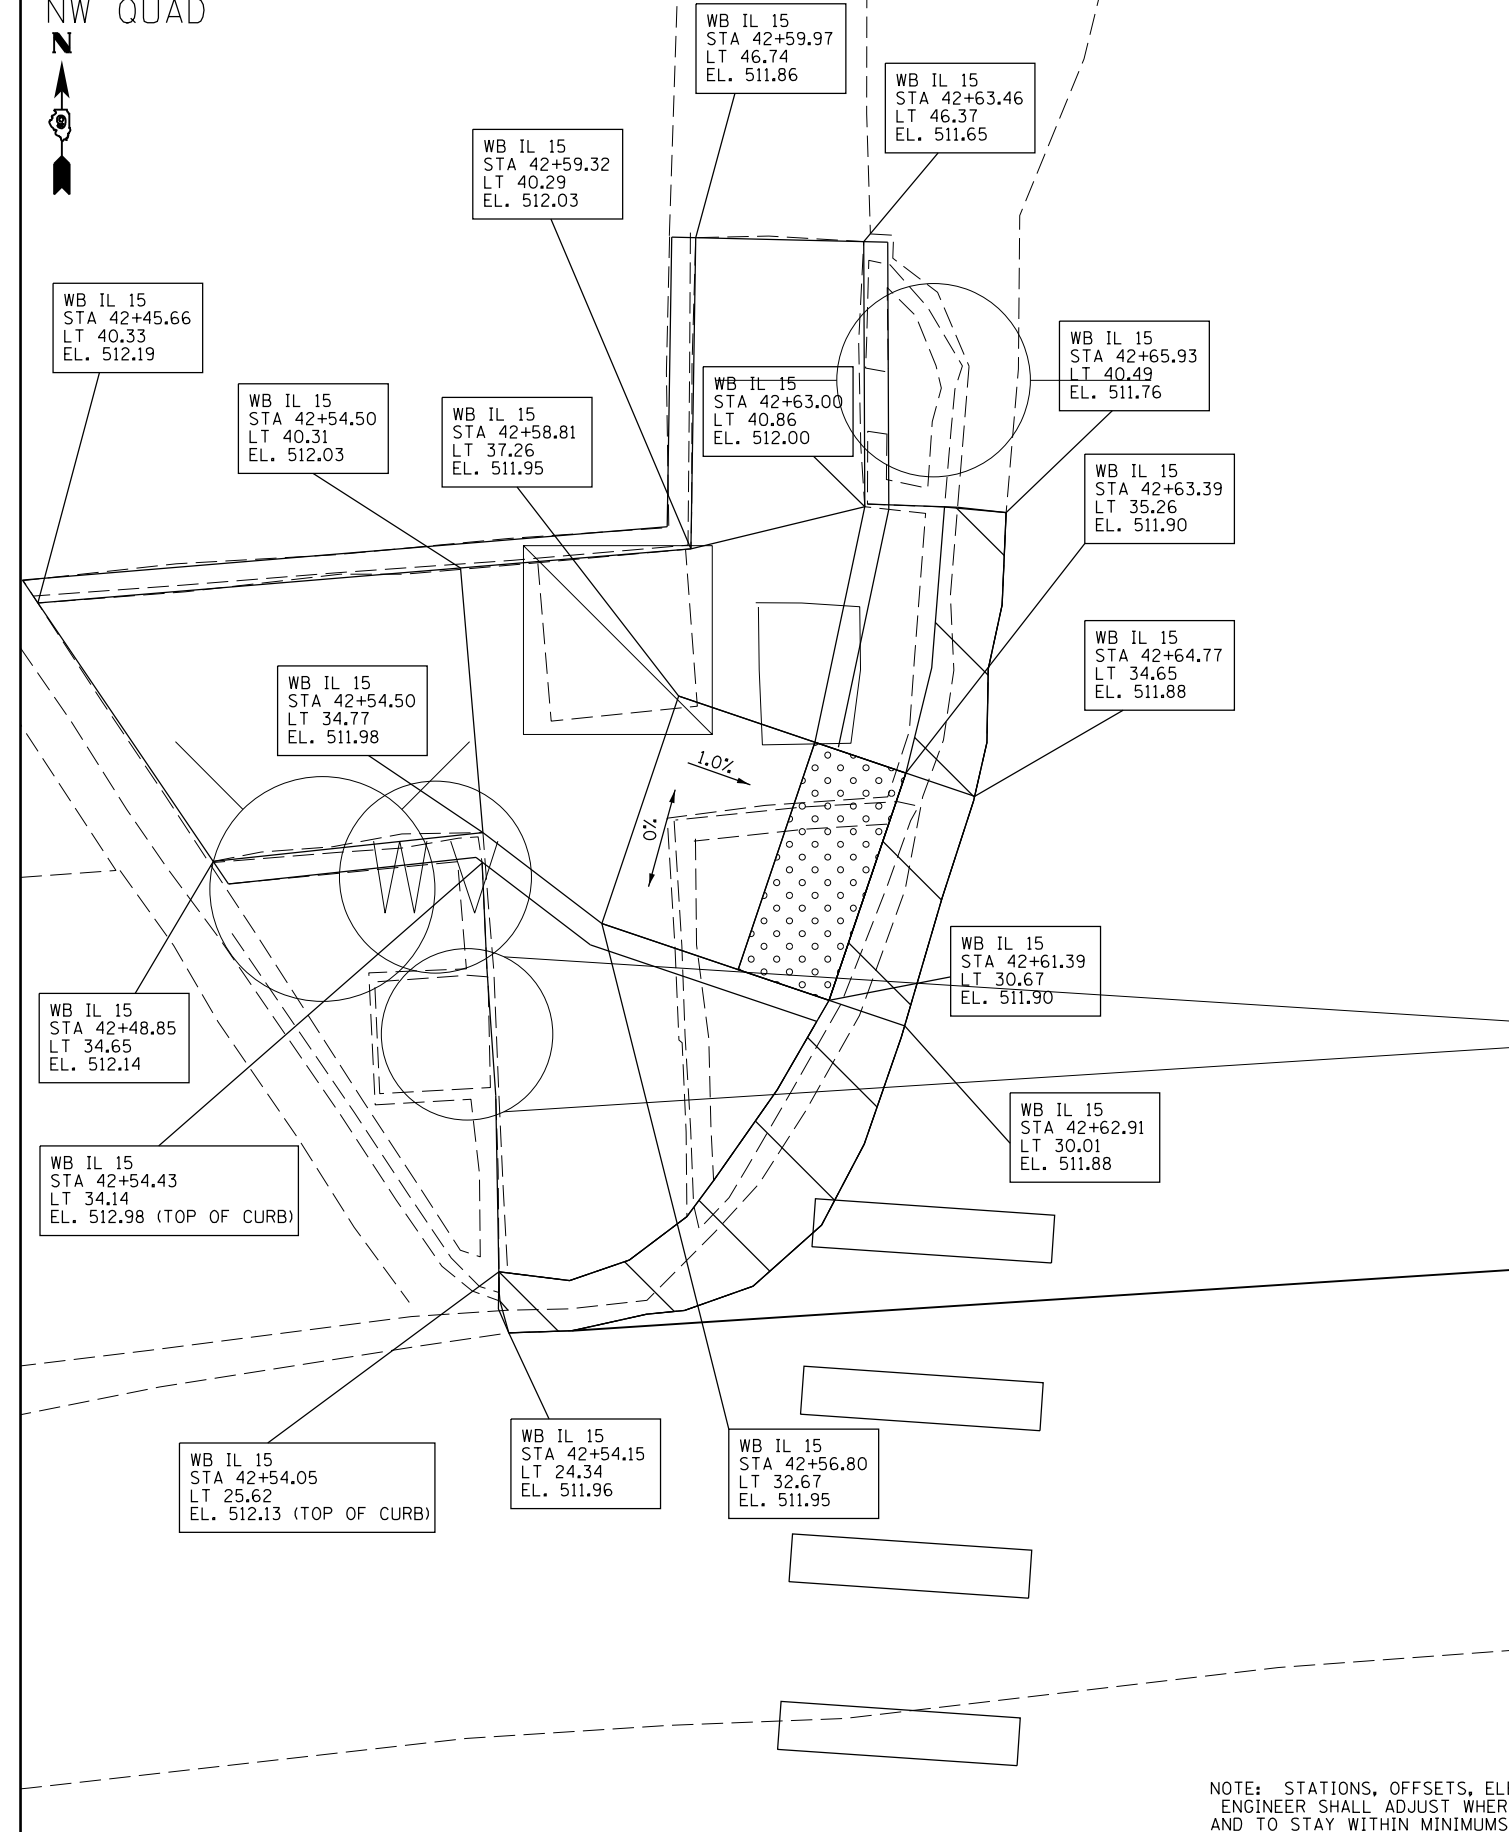 NW QUAD
N
WB IL 15
STA 42+59.97
LT 46.74
EL. 511.86
WB IL 15
STA 42+63.46
LT 46.37
EL. 511.65
WB IL 15
STA 42+59.32
LT 40.29
EL. 512.03
WB IL 15
STA 42+45.66
LT 40.33
EL. 512.19
WB IL 15
STA 42+65.93
LT 40.49
EL. 511.76
WB IL 15
STA 42+54.50
LT 40.31
EL. 512.03
WB IL 15
STA 42+58.81
LT 37.26
EL. 511.95
WB IL 15
STA 42+63.00
LT 40.86
EL. 512.00
WB IL 15
STA 42+63.39
LT 35.26
EL. 511.90
WB IL 15
STA 42+64.77
LT 34.65
EL. 511.88
WB IL 15
STA 42+54.50
LT 34.77
EL. 511.98
1.0%
0%
WB IL 15
STA 42+61.39
LT 30.67
EL. 511.90
WB IL 15
STA 42+48.85
LT 34.65
EL. 512.14
WB IL 15
STA 42+62.91
LT 30.01
EL. 511.88
WB IL 15
STA 42+54.43
LT 34.14
EL. 512.98 (TOP OF CURB)
WB IL 15
STA 42+54.05
LT 25.62
EL. 512.13 (TOP OF CURB)
WB IL 15
STA 42+54.15
LT 24.34
EL. 511.96
WB IL 15
STA 42+56.80
LT 32.67
EL. 511.95
NOTE: STATIONS, OFFSETS,
ENGINEER SHALL ADJUST
AND TO STAY WITHIN MINIMUMS